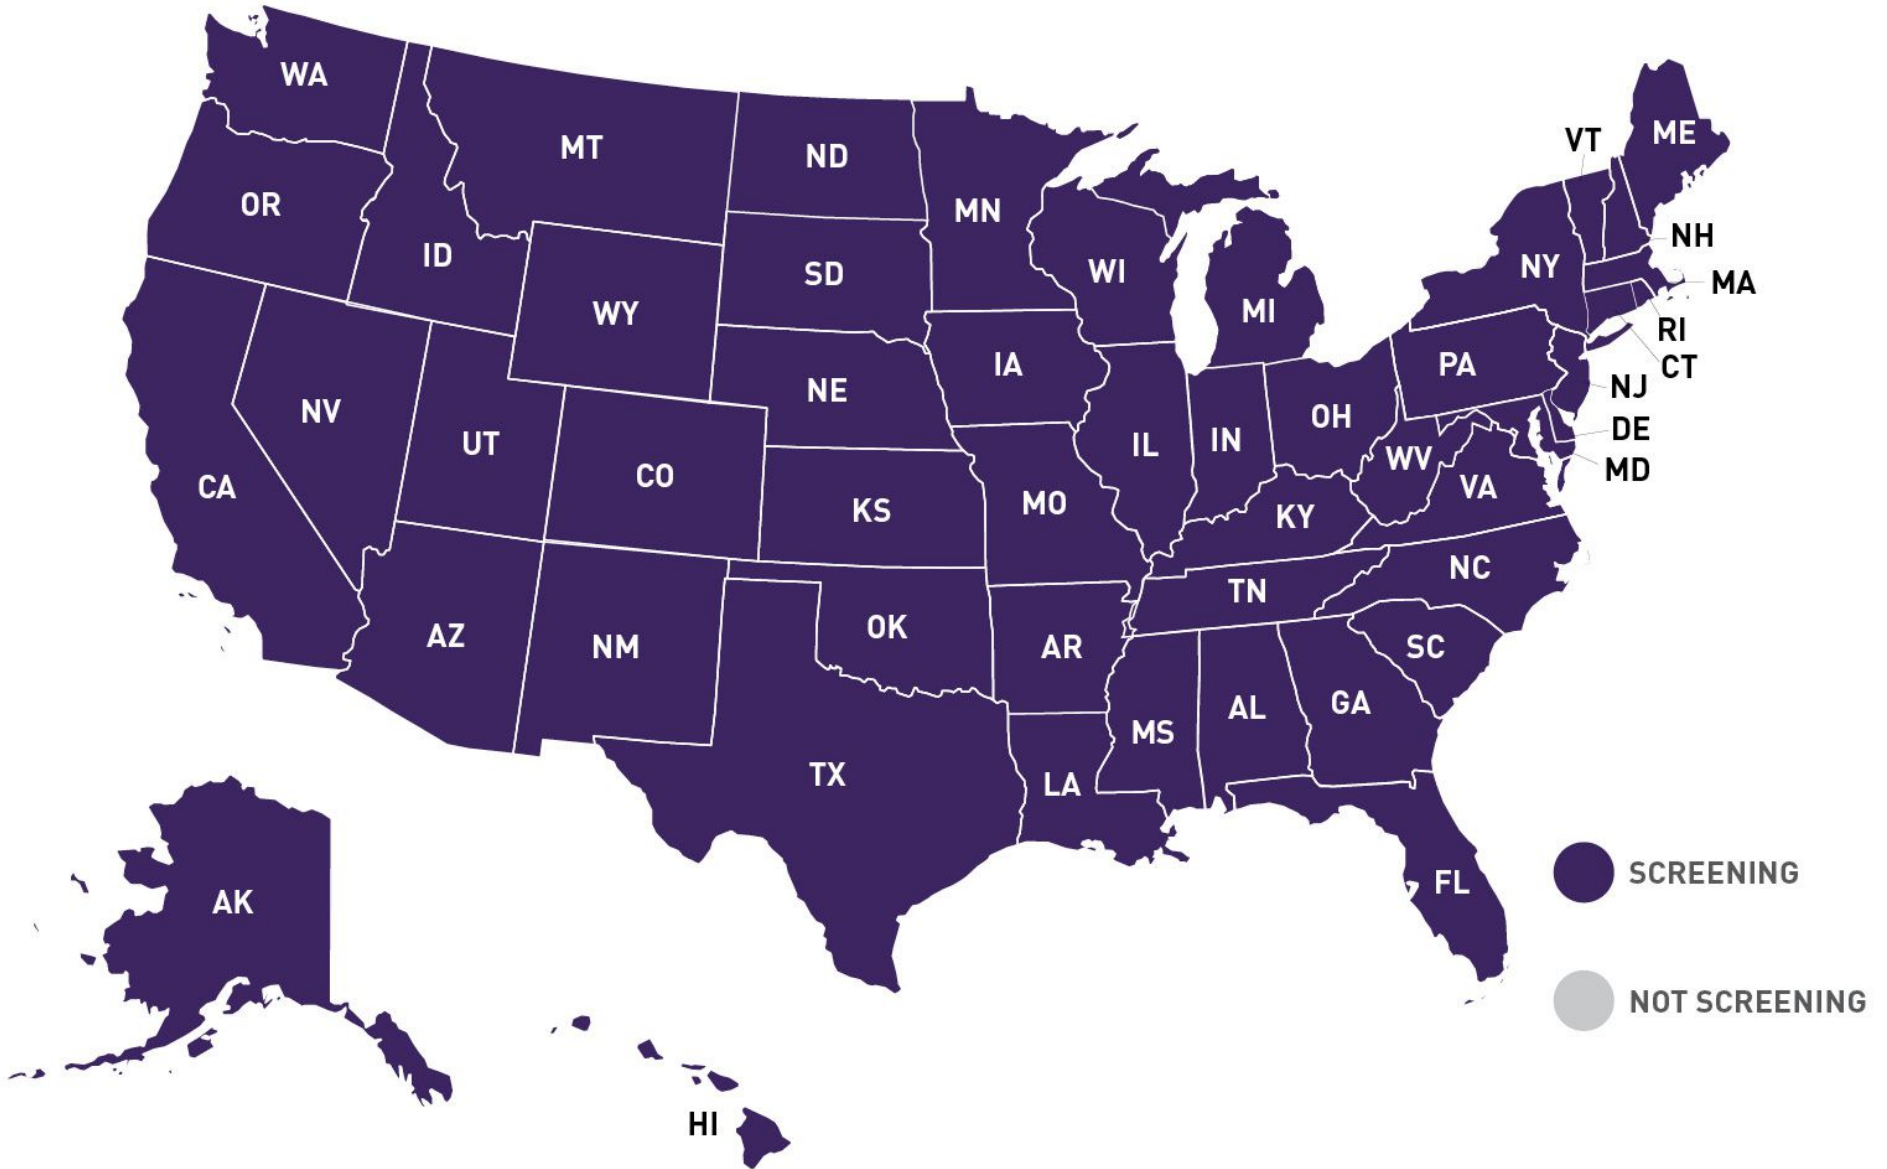 WA
MT
ND
MN
VT
ME
OR
ID
SD
WI
NY
NH
MA
WY
MI
RI
IA
PA
CT
NE
NJ
NV
UT
CO
IL
IN
OH
DE
WV
MD
CA
KS
MO
KY
VA
NC
TN
AZ
NM
OK
AR
SC
TX
MS
AL
GA
LA
AK
FL
SCREENING
NOT SCREENING
HI